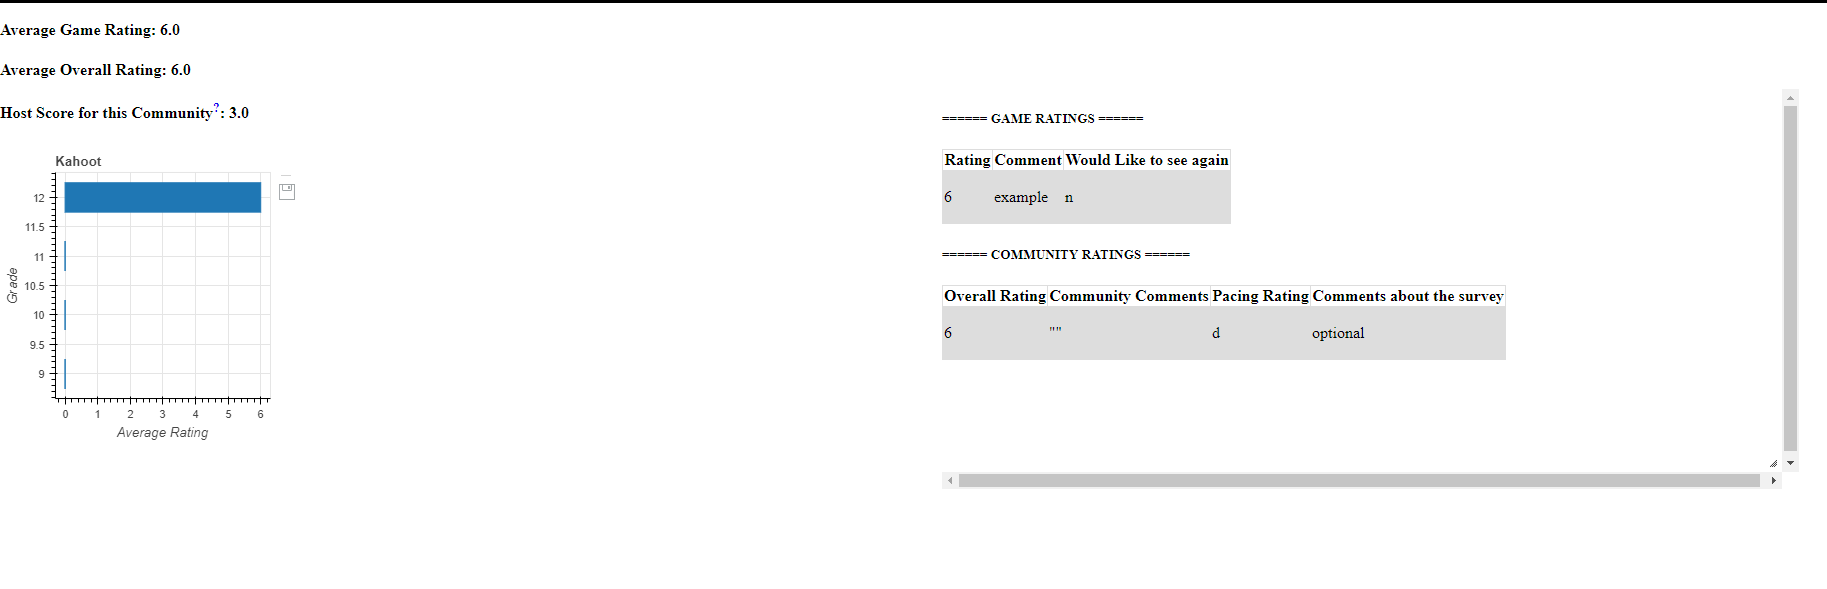 Average Game Rating: 6.0
Average Overall Rating: 6.0
Host Score for this Community?: 3.0
Kahoot
12
11.5
11
10.5
10
9.5
9
Grade
0 1 2 3 4 5 6
Average Rating
====== GAME RATINGS ======
Rating Comment Would Like to see again
6 example n
====== COMMUNITY RATINGS ======
Overall Rating Community Comments Pacing Rating Comments about the survey
6 "" d optional